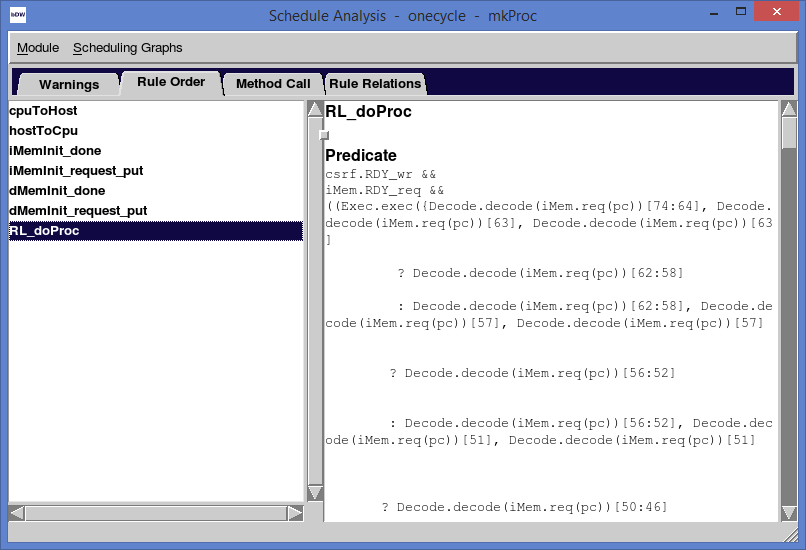 bDW
Schedule Analysis - onecycle - mkProc
Module Scheduling Graphs
Warnings Rule Order Method Call Rule Relations
cpuToHost
hostToCpu
iMemInit_done
iMemInit_request_put
dMemInit_done
dMemInit_request_put
RL_doProc
RL_doProc
Predicate
csrf.RDY_wr &&
iMem.RDY_req &&
((Exec.exec({Decode.decode(iMem.req(pc))[74:64], Decode.
decode(iMem.req(pc))[63], Decode.decode(iMem.req(pc))[63
]
? Decode.decode(iMem.req(pc))[62:58]
: Decode.decode(iMem.req(pc))[62:58], Decode.de
code(iMem.req(pc))[57], Decode.decode(iMem.req(pc))[57]
? Decode.decode(iMem.req(pc))[56:52]
: Decode.decode(iMem.req(pc))[56:52], Decode.dec
ode(iMem.req(pc))[51], Decode.decode(iMem.req(pc))[51]
? Decode.decode(iMem.req(pc))[50:46]